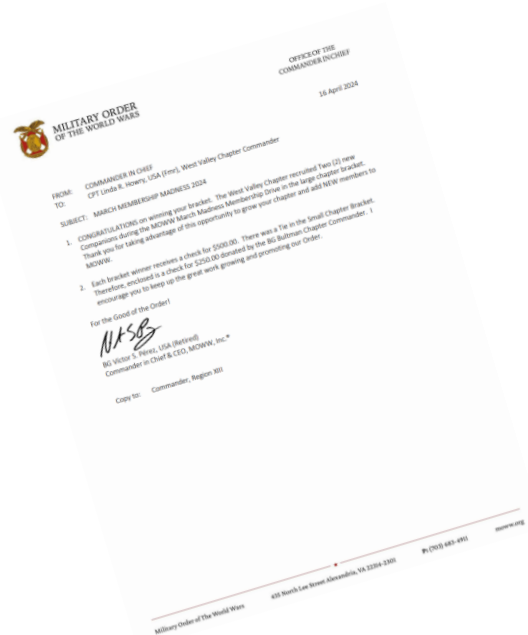 OFFICE OF THE
COMMANDER IN CHIEF
MILITARY ORDER
OF THE WORLD WARS
16 April 2024
FROM: COMMANDER IN CHIEF
TO: CPT Linda R. Howry, USA (Fmr), West Valley Chapter Commander
SUBJECT: MARCH MEMBERSHIP MADNESS 2024
1. CONGRATULATIONS on winning your bracket. The West Valley Chapter recruited Two (2) new
Companions during the MOWW March Madness Membership Drive in the large chapter bracket.
Thank you for taking advantage of this opportunity to grow your chapter and add NEW members to
MOWW.
2. Each bracket winner receives a check for $500.00. There was a Tie in the Small Chapter Bracket.
Therefore, enclosed is a check for $250.00 donated by the BG Bultman Chapter Commander. I
encourage you to keep up the great work growing and promoting our Order.
For the Good of the Order!
BG Victor S. Perez, USA (Retired)
Commander in Chief & CEO, MOWW, Inc.®
Copy to: Commander, Region XIII
Military Order of The World Wars 435 North Lee Street Alexandria, VA 22314-2301 P: (703) 683-4911 moww.org